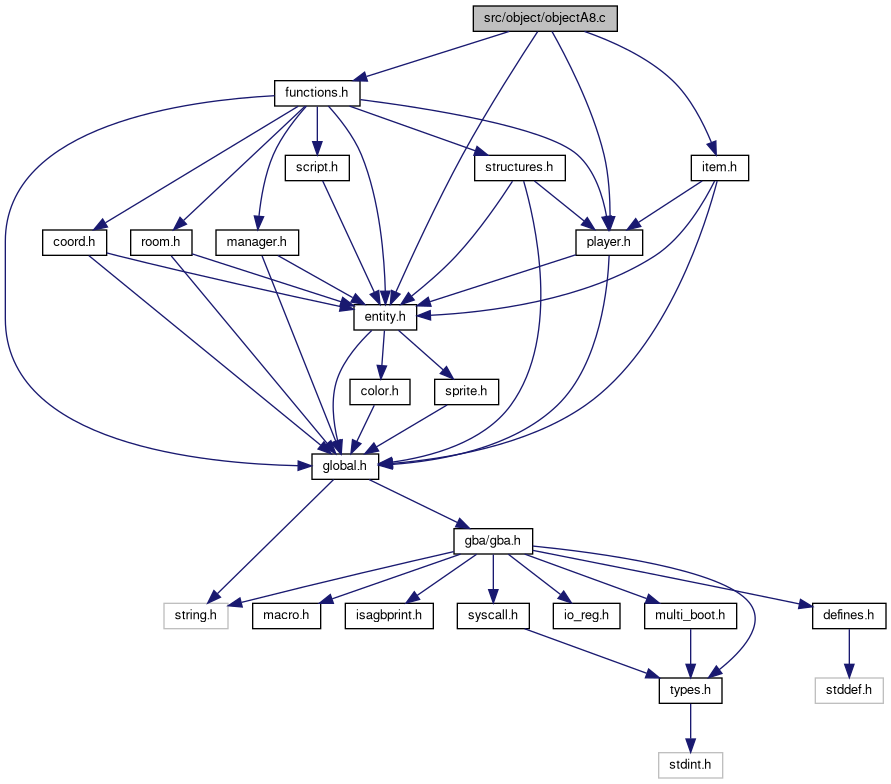 src/object/objectA8.c
functions.h
script.h
structures.h
item.h
coord.h
room.h
manager.h
player.h
entity.h
color.h
sprite.h
global.h
gba/gba.h
string.h
macro.h
isagbprint.h
syscall.h
io_reg.h
multi_boot.h
defines.h
types.h
stddef.h
stdint.h